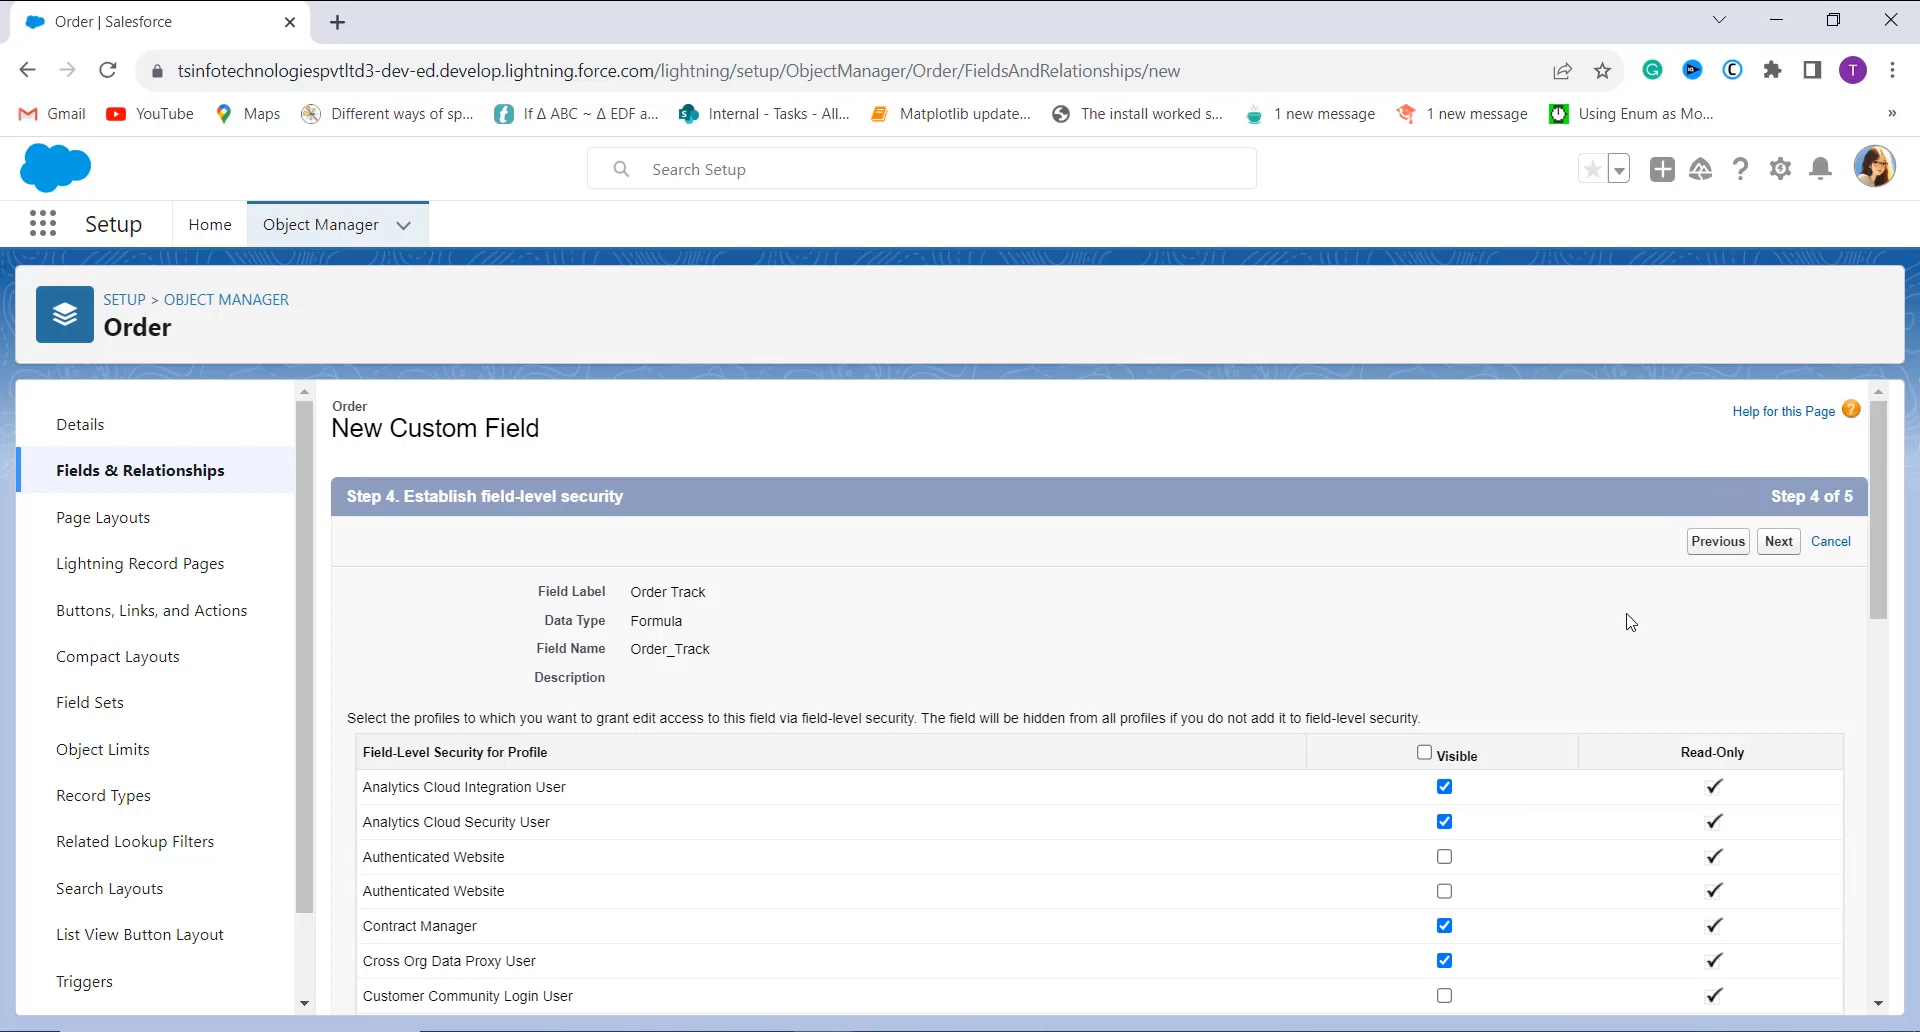 Order | Salesforce
tsinfotechnologiespvtltd3-dev-ed.develop.lightning.force.com/lightning/setup/ObjectManager/Order/FieldsAndRelationships/new
T
Gmail YouTube Maps Different ways of sp... If Δ ABC ~ Δ EDF a... Internal - Tasks - All... Matplotlib update... The install worked s... 1 new message 1 new message Using Enum as Mo... »
Search Setup
Setup Home Object Manager
SETUP > OBJECT MANAGER
Order
Details
Fields & Relationships
Page Layouts
Lightning Record Pages
Buttons, Links, and Actions
Compact Layouts
Field Sets
Object Limits
Record Types
Related Lookup Filters
Search Layouts
List View Button Layout
Triggers
Order
New Custom Field
Help for this Page ?
Step 4. Establish field-level security Step 4 of 5
Previous Next Cancel
Field Label Order Track
Data Type Formula
Field Name Order_Track
Description
Select the profiles to which you want to grant edit access to this field via field-level security. The field will be hidden from all profiles if you do not add it to field-level security.
Field-Level Security for Profile Visible Read-Only
Analytics Cloud Integration User
Analytics Cloud Security User
Authenticated Website
Authenticated Website
Contract Manager
Cross Org Data Proxy User
Customer Community Login User